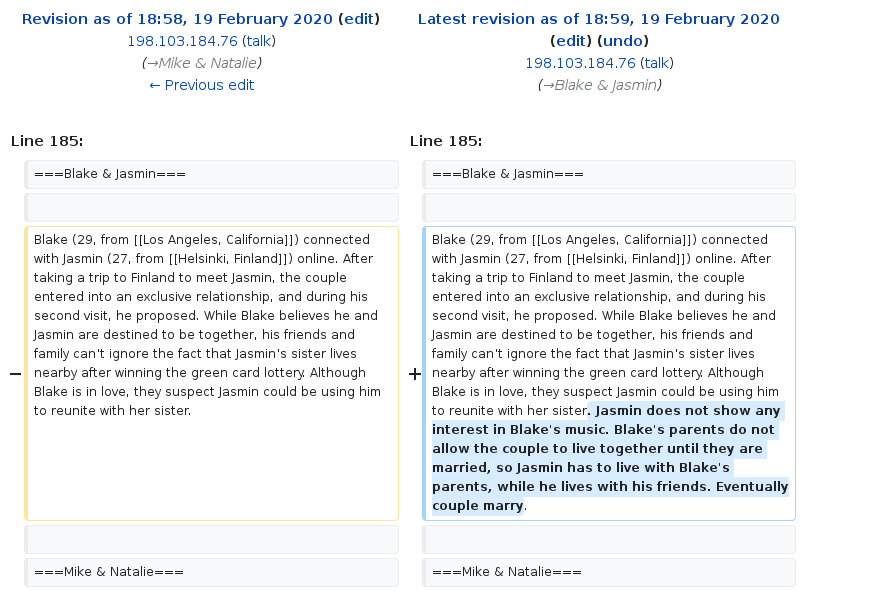 Revision as of 18:58, 19 February 2020 (edit)
198.103.184.76 (talk)
(→Mike & Natalie)
← Previous edit
Latest revision as of 18:59, 19 February 2020
(edit) (undo)
198.103.184.76 (talk)
(→Blake & Jasmin)
Line 185:
Line 185:
===Blake & Jasmin===
===Blake & Jasmin===
−
Blake (29, from [[Los Angeles, California]]) connected
with Jasmin (27, from [[Helsinki, Finland]]) online. After
taking a trip to Finland to meet Jasmin, the couple
entered into an exclusive relationship, and during his
second visit, he proposed. While Blake believes he and
Jasmin are destined to be together, his friends and
family can't ignore the fact that Jasmin's sister lives
nearby after winning the green card lottery. Although
Blake is in love, they suspect Jasmin could be using him
to reunite with her sister.
+
Blake (29, from [[Los Angeles, California]]) connected
with Jasmin (27, from [[Helsinki, Finland]]) online. After
taking a trip to Finland to meet Jasmin, the couple
entered into an exclusive relationship, and during his
second visit, he proposed. While Blake believes he and
Jasmin are destined to be together, his friends and
family can't ignore the fact that Jasmin's sister lives
nearby after winning the green card lottery. Although
Blake is in love, they suspect Jasmin could be using him
to reunite with her sister. Jasmin does not show any
interest in Blake's music. Blake's parents do not
allow the couple to live together until they are
married, so Jasmin has to live with Blake's
parents, while he lives with his friends. Eventually
couple marry.
===Mike & Natalie===
===Mike & Natalie===